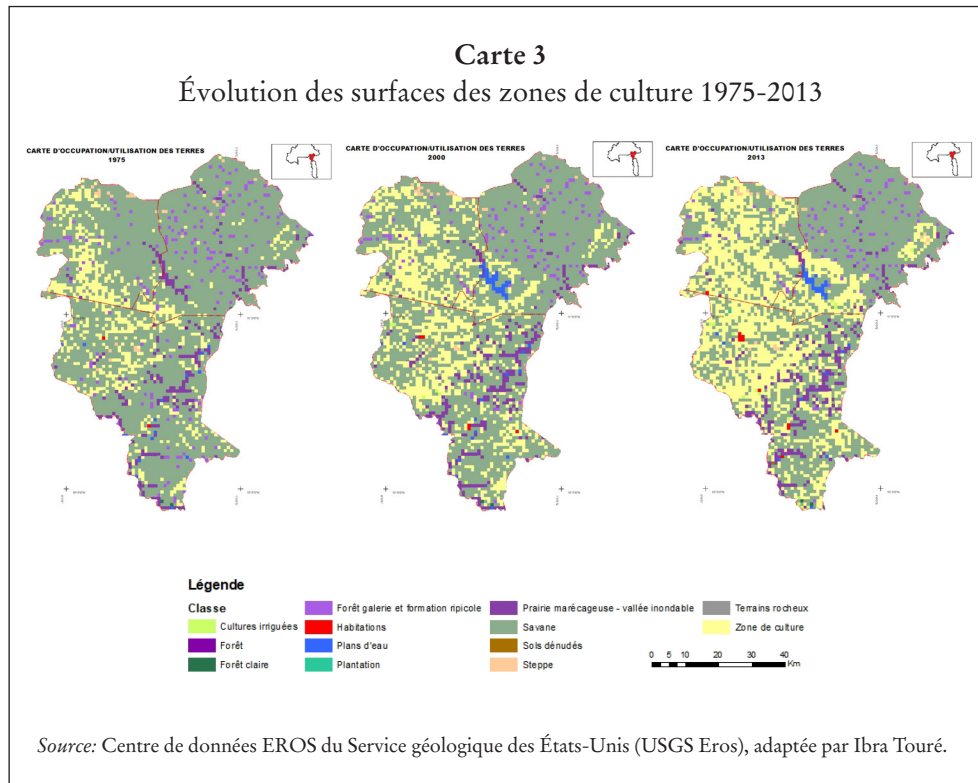 Carte 3
Évolution des surfaces des zones de culture 1975-2013
CARTE D'OCCUPATION/UTILISATION DES TERRES
1975
CARTE D'OCCUPATION/UTILISATION DES TERRES
2000
CARTE D'OCCUPATION/UTILISATION DES TERRES
2013
Légende
Classe
Cultures irriguées
Forêt
Forêt claire
Forêt galerie et formation ripicole
Habitations
Plans d'eau
Plantation
Prairie marécageuse - vallée inondable
Savane
Sols dénudés
Steppe
Terrains rocheux
Zone de culture
0 5 10 20 30 40
Km
Source: Centre de données EROS du Service géologique des États-Unis (USGS Eros), adaptée par Ibra Touré.